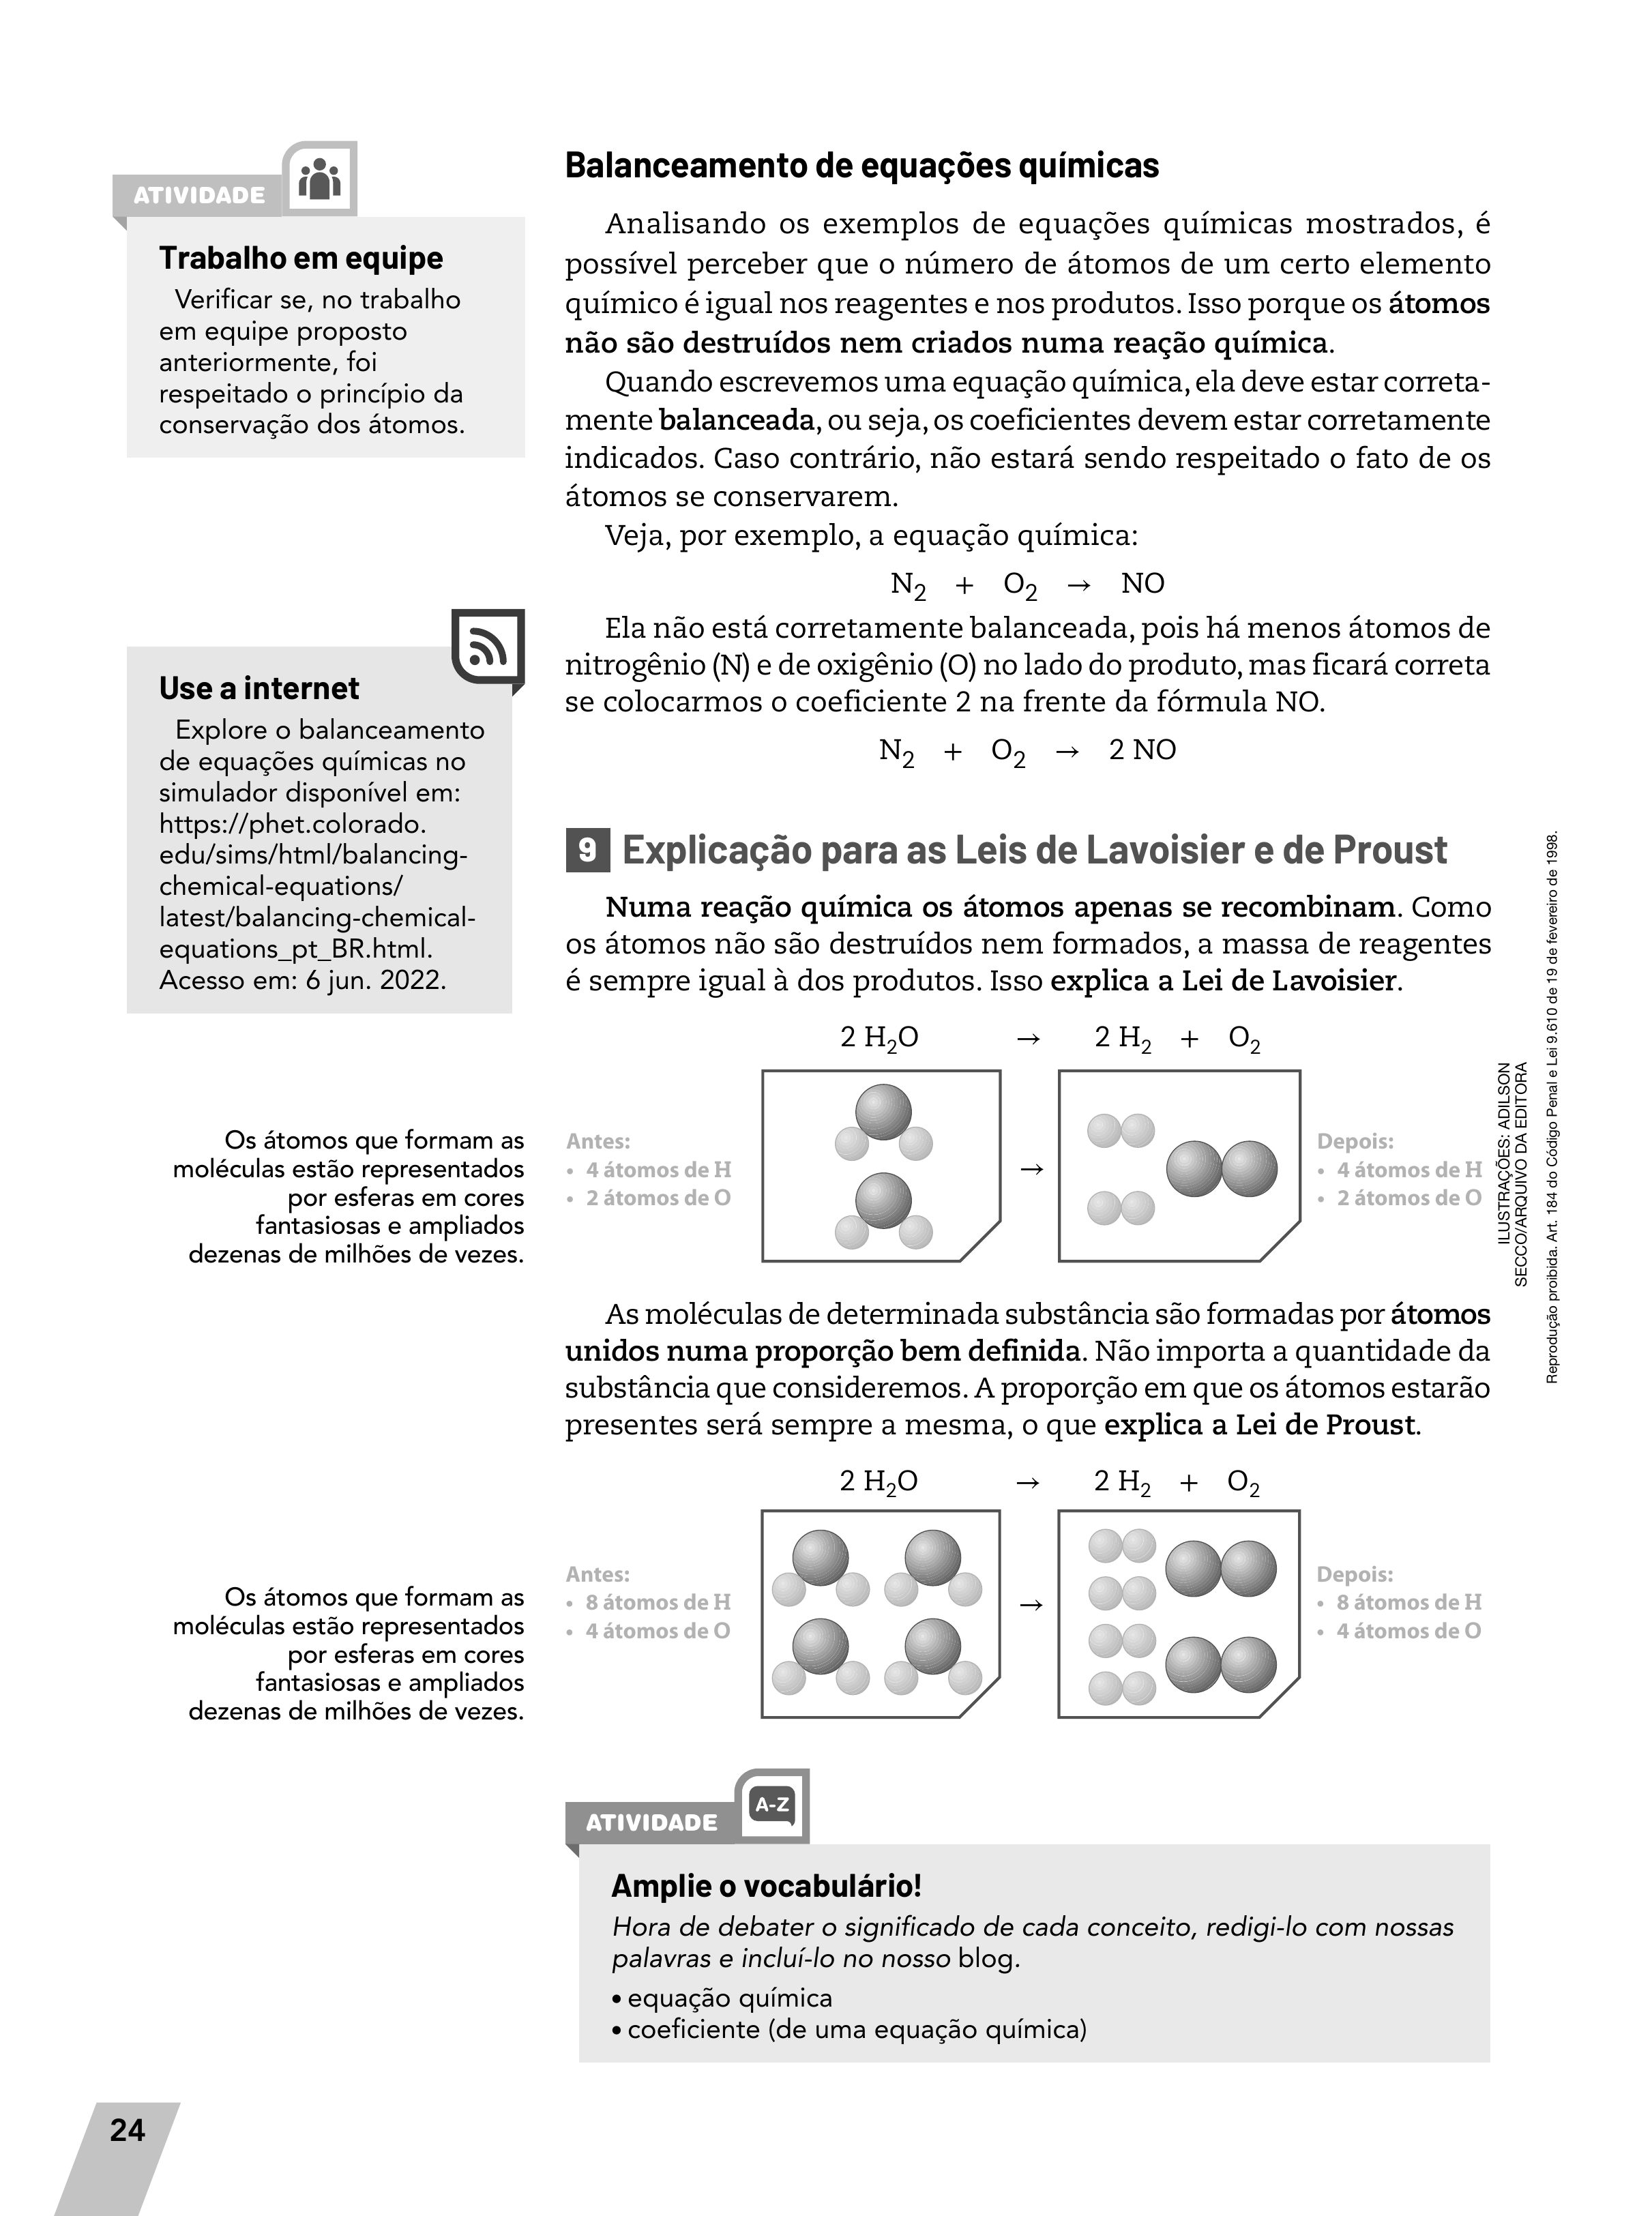 ATIVIDADE
Trabalho em equipe
Verificar se, no trabalho
em equipe proposto
anteriormente, foi
respeitado o princípio da
conservação dos átomos.
Use a internet
Explore o balanceamento
de equações químicas no
simulador disponível em:
https://phet.colorado.
edu/sims/html/balancing-
chemical-equations/
latest/balancing-chemical-
equations_pt_BR.html.
Acesso em: 6 jun. 2022.
Balanceamento de equações químicas
Analisando os exemplos de equações químicas mostrados, é
possível perceber que o número de átomos de um certo elemento
químico é igual nos reagentes e nos produtos. Isso porque os átomos
não são destruídos nem criados numa reação química.
Quando escrevemos uma equação química, ela deve estar correta-
mente balanceada, ou seja, os coeficientes devem estar corretamente
indicados. Caso contrário, não estará sendo respeitado o fato de os
átomos se conservarem.
Veja, por exemplo, a equação química:
N₂ + O₂ → NO
Ela não está corretamente balanceada, pois há menos átomos de
nitrogênio (N) e de oxigênio (O) no lado do produto, mas ficará correta
se colocarmos o coeficiente 2 na frente da fórmula NO.
N₂ + O₂ → 2 NO
9 Explicação para as Leis de Lavoisier e de Proust
Numa reação química os átomos apenas se recombinam. Como
os átomos não são destruídos nem formados, a massa de reagentes
é sempre igual à dos produtos. Isso explica a Lei de Lavoisier.
2 H₂O → 2 H₂ + O₂
Os átomos que formam as
moléculas estão representados
por esferas em cores
fantasiosas e ampliados
dezenas de milhões de vezes.
Antes:
• 4 átomos de H
• 2 átomos de O
→
Depois:
• 4 átomos de H
• 2 átomos de O
As moléculas de determinada substância são formadas por átomos
unidos numa proporção bem definida. Não importa a quantidade da
substância que consideremos. A proporção em que os átomos estarão
presentes será sempre a mesma, o que explica a Lei de Proust.
2 H₂O → 2 H₂ + O₂
Os átomos que formam as
moléculas estão representados
por esferas em cores
fantasiosas e ampliados
dezenas de milhões de vezes.
Antes:
• 8 átomos de H
• 4 átomos de O
→
Depois:
• 8 átomos de H
• 4 átomos de O
ILUSTRAÇÕES: ADILSON
SECCO/ARQUIVO DA EDITORA
Reprodução proibida. Art. 184 do Código Penal e Lei 9.610 de 19 de fevereiro de 1998.
ATIVIDADE
A-Z
Amplie o vocabulário!
Hora de debater o significado de cada conceito, redigi-lo com nossas
palavras e incluí-lo no nosso blog.
• equação química
• coeficiente (de uma equação química)
24